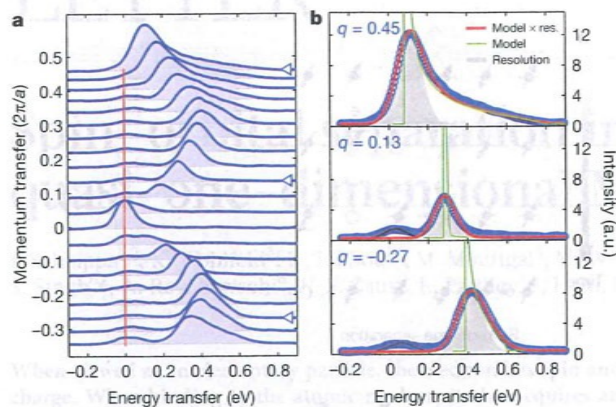 a
Momentum transfer (2π/a)
0.5
0.4
0.3
0.2
0.1
0
−0.1
−0.2
−0.3
−0.2 0 0.2 0.4 0.6 0.8
Energy transfer (eV)
b
q = 0.45
Model × res.
Model
Resolution
12
8
4
0
q = 0.13
12
8
4
0
q = −0.27
12
8
4
0
Intensity (a.u.)
−0.2 0 0.2 0.4 0.6 0.8
Energy transfer (eV)